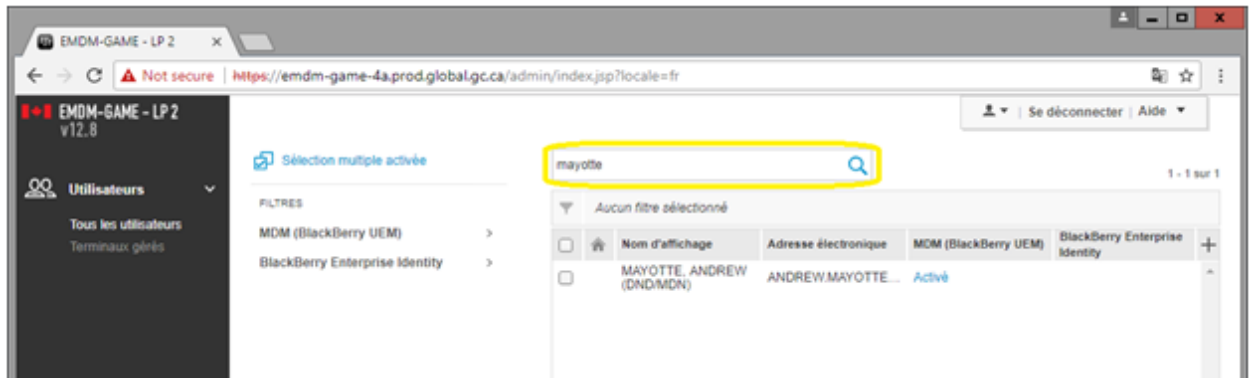 EMDM-GAME - LP 2
Not secure | https://emdm-game-4a.prod.global.gc.ca/admin/index.jsp?locale=fr
EMDM-GAME - LP 2
v12.8
Se déconnecter | Aide
Sélection multiple activée
mayotte
1 - 1 sur 1
Utilisateurs
Tous les utilisateurs
Terminaux gérés
FILTRES
MDM (BlackBerry UEM)
BlackBerry Enterprise Identity
Aucun filtre sélectionné
Nom d'affichage
Adresse électronique
MDM (BlackBerry UEM)
BlackBerry Enterprise
Identity
MAYOTTE, ANDREW
(DND/MDN)
ANDREW.MAYOTTE...
Activé